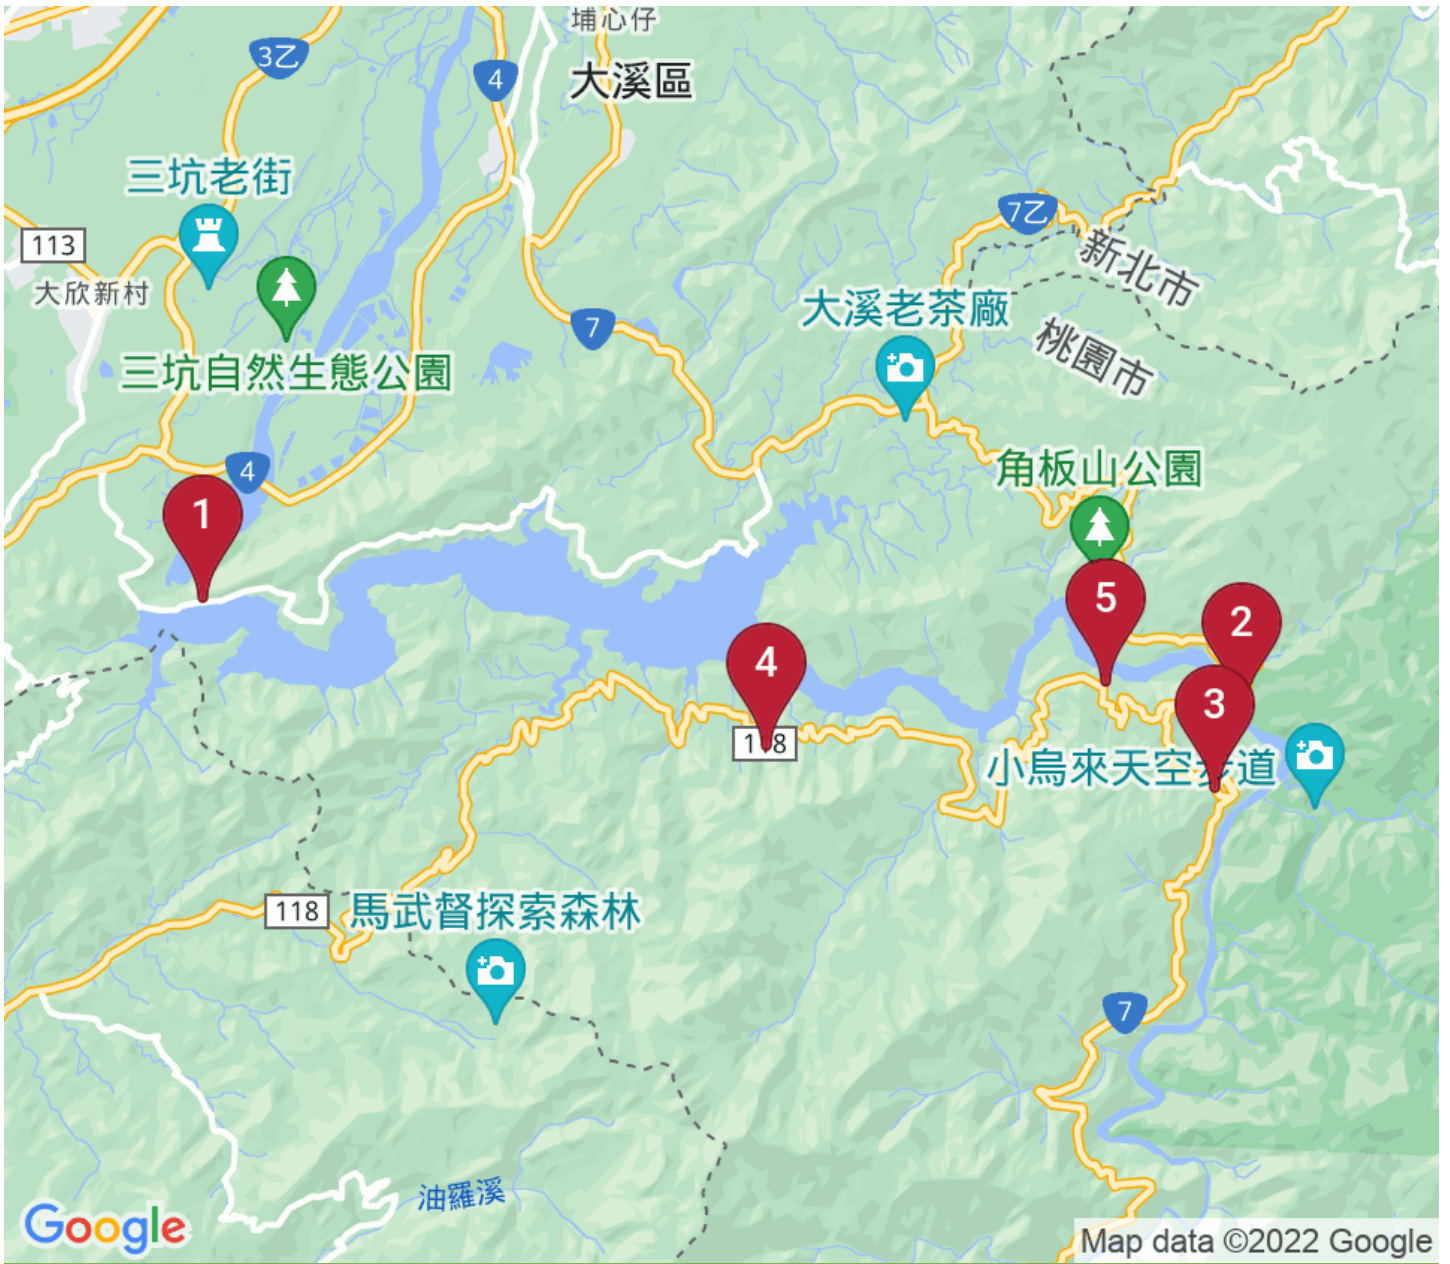 埔心仔
3乙
4
大溪區
三坑老街
7乙
113
新北市
大欣新村
大溪老茶廠
7
桃園市
三坑自然生態公園
角板山公園
4
1
5
2
4
3
118
小烏來天空步道
118
馬武督探索森林
7
油羅溪
Google
Map data ©2022 Google